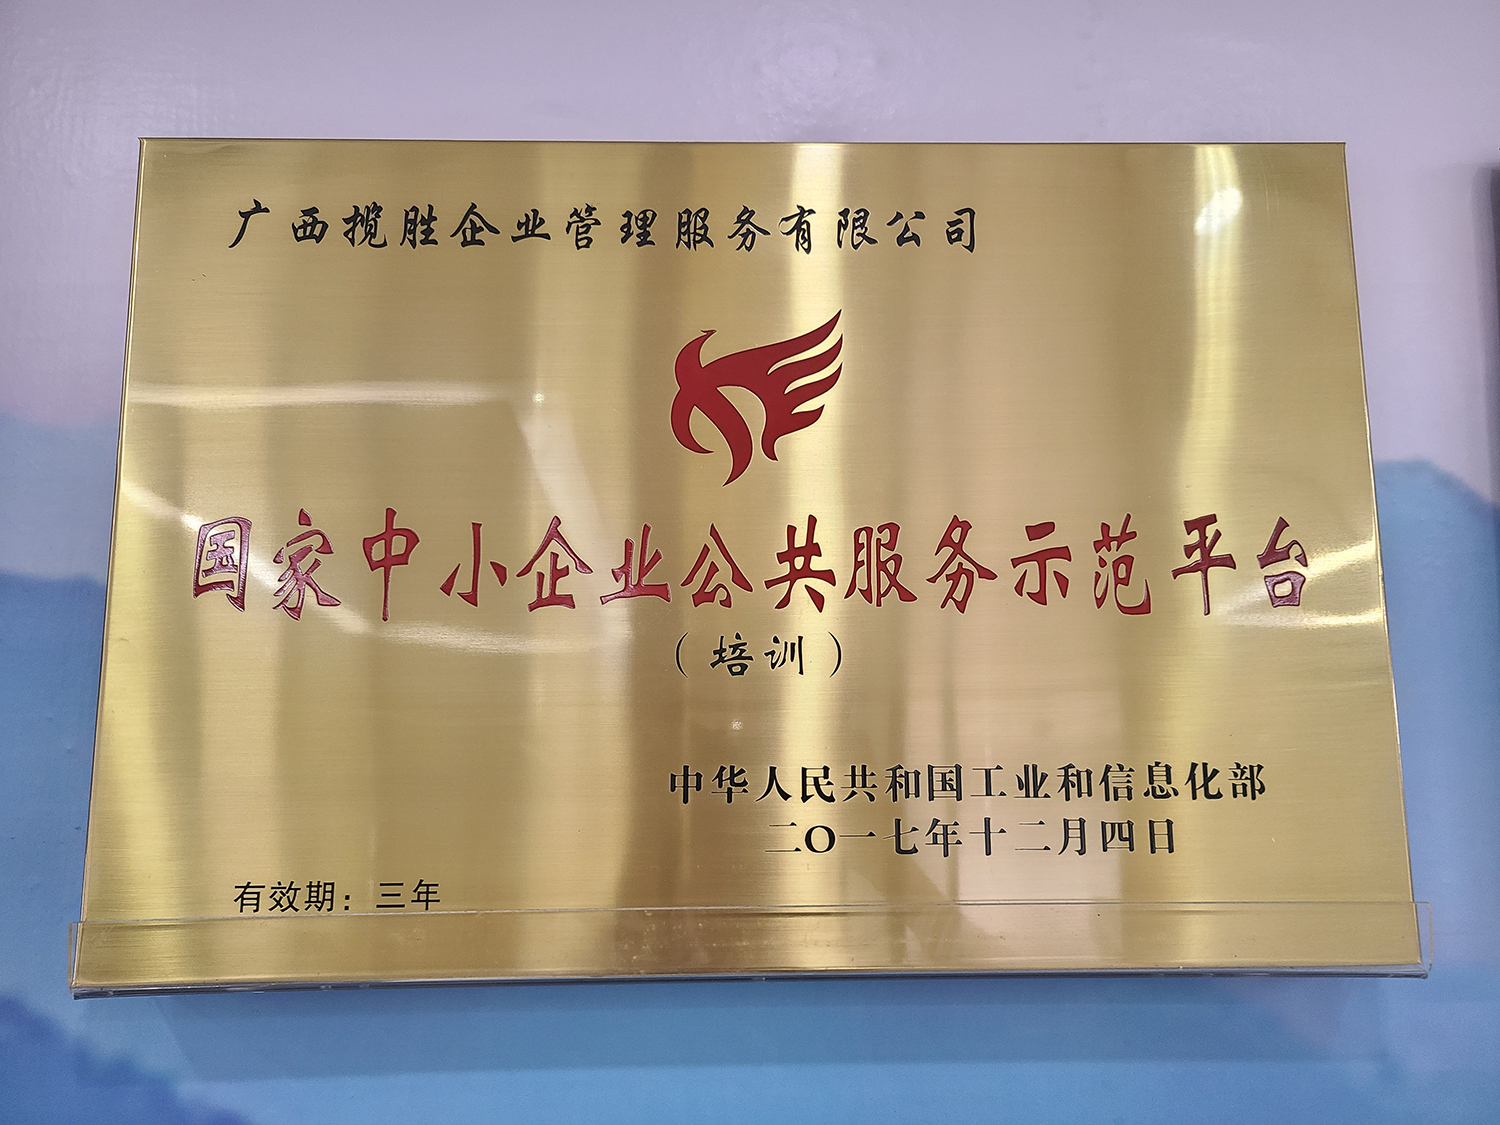 广西揽胜企业管理服务有限公司
国家中小企业公共服务示范平台
（培训）
中华人民共和国工业和信息化部
二〇一七年十二月四日
有效期：三年